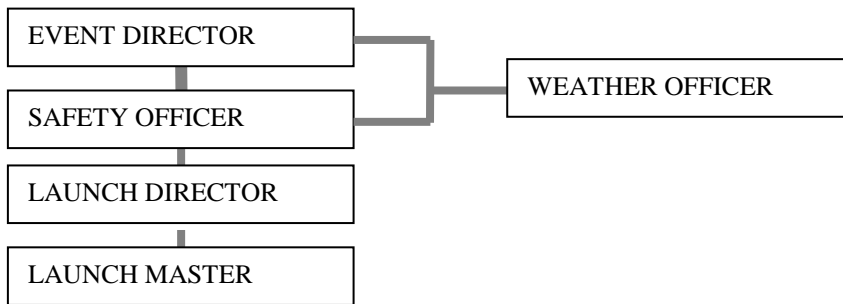 EVENT DIRECTOR
WEATHER OFFICER
SAFETY OFFICER
LAUNCH DIRECTOR
LAUNCH MASTER